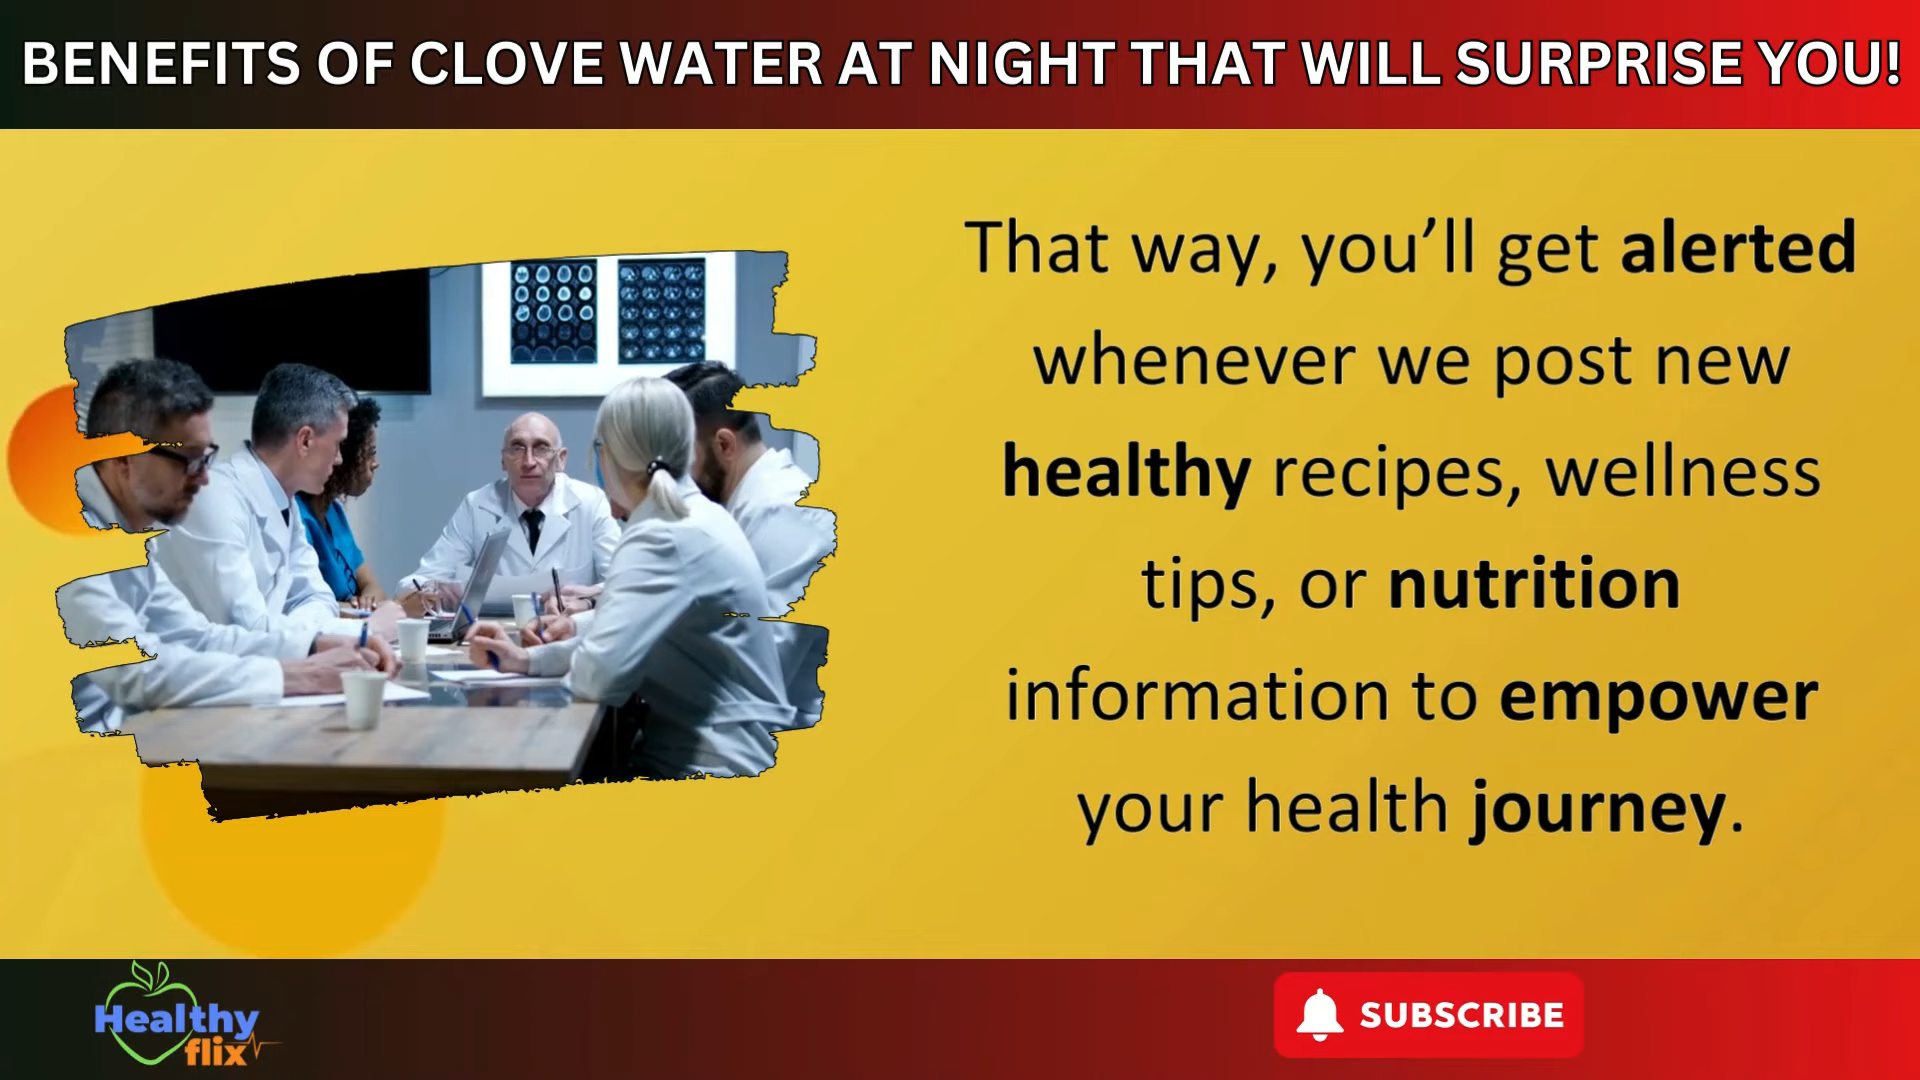 BENEFITS OF CLOVE WATER AT NIGHT THAT WILL SURPRISE YOU!
That way, you’ll get alerted
whenever we post new
healthy recipes, wellness
tips, or nutrition
information to empower
your health journey.
Healthy
flix
SUBSCRIBE